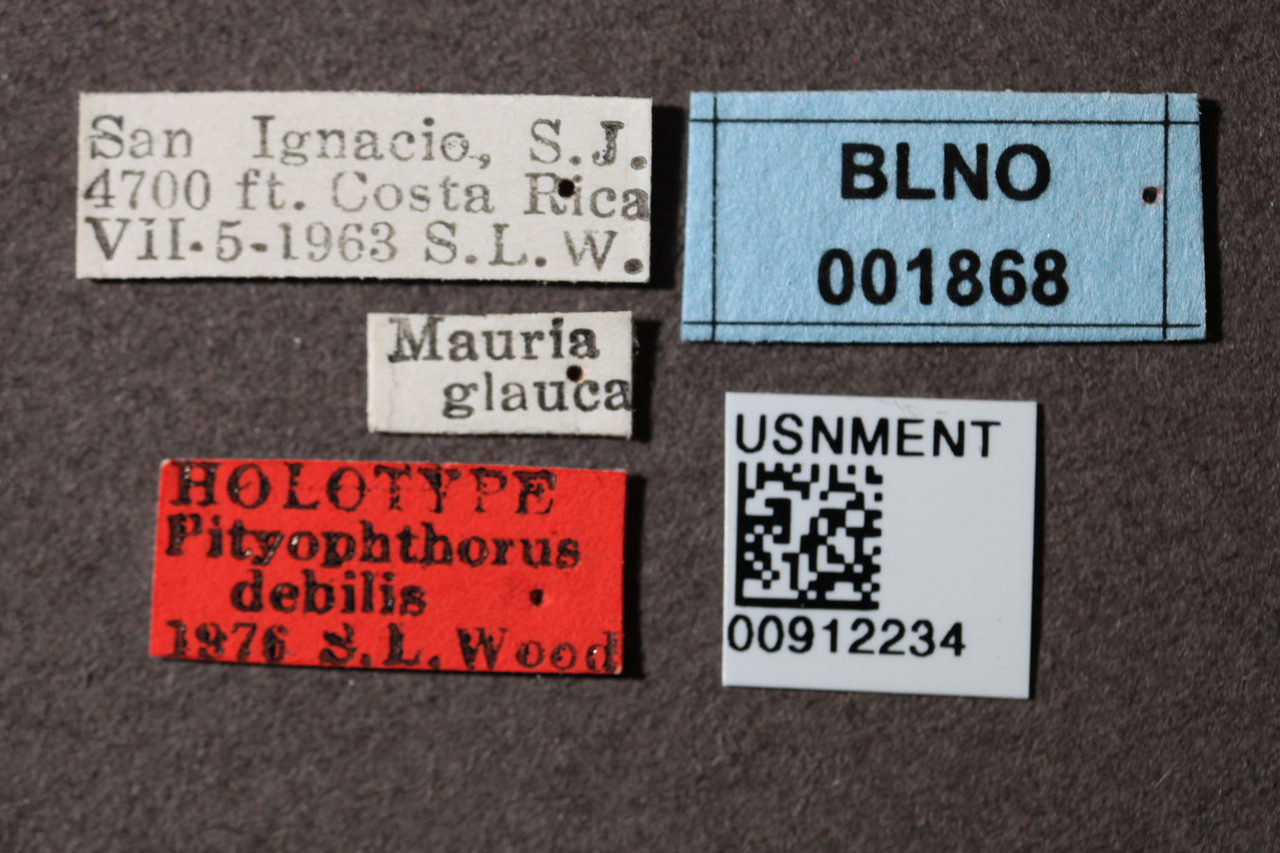 San Ignacio, S.J.
4700 ft. Costa Rica
VII-5-1963 S.L.W.
Mauria
glauca
HOLOTYPE
Pityophthorus
debilis
1976 S.L.Wood
BLNO
001868
USNMENT
00912234